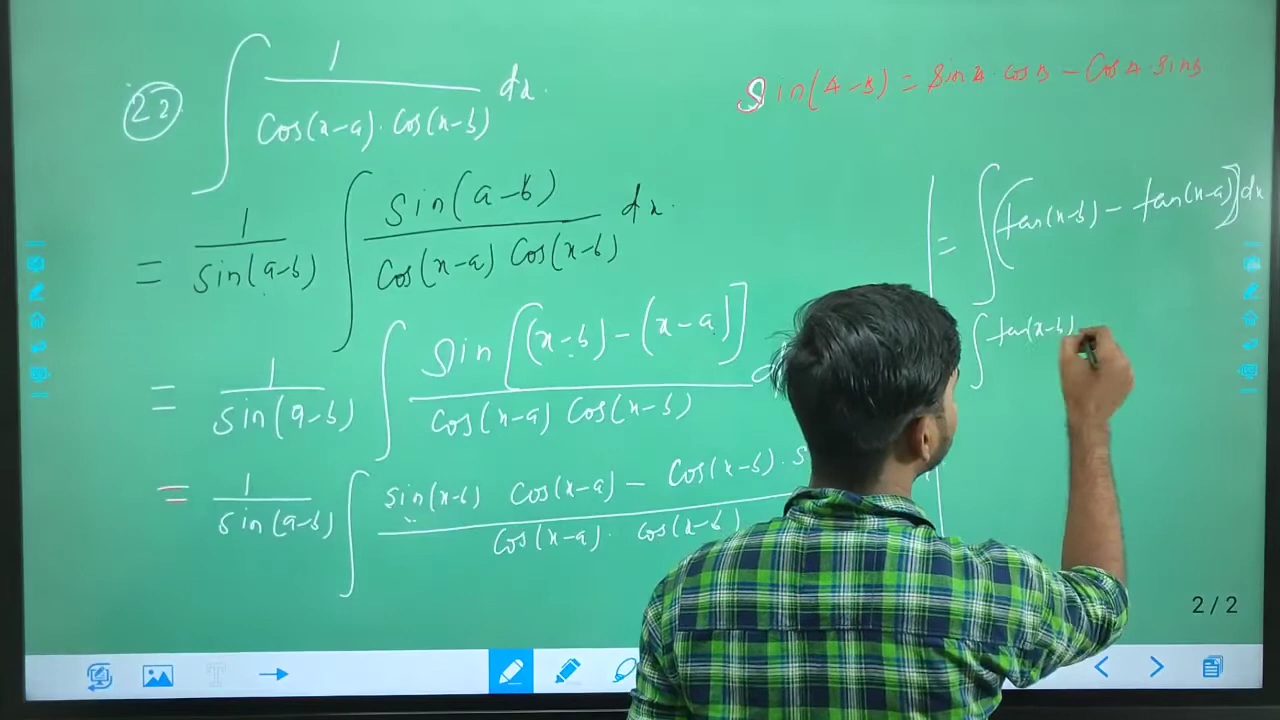 22 ∫ 1 / cos(x-a)·cos(x-b) dx.
= 1 / sin(a-b) ∫ sin(a-b) / cos(x-a) cos(x-b) dx.
= 1 / sin(a-b) ∫ sin[(x-b)-(x-a)] / cos(x-a) cos(x-b) d
= 1 / sin(a-b) ∫ sin(x-b) cos(x-a) - cos(x-b)·s / cos(x-a)· cos(x-b)
Sin(A-B) = Sin A·cos B - Cos A·Sin B
= ∫[tan(x-b) - tan(x-a)]dx
∫tan(x-b)
2/2
T